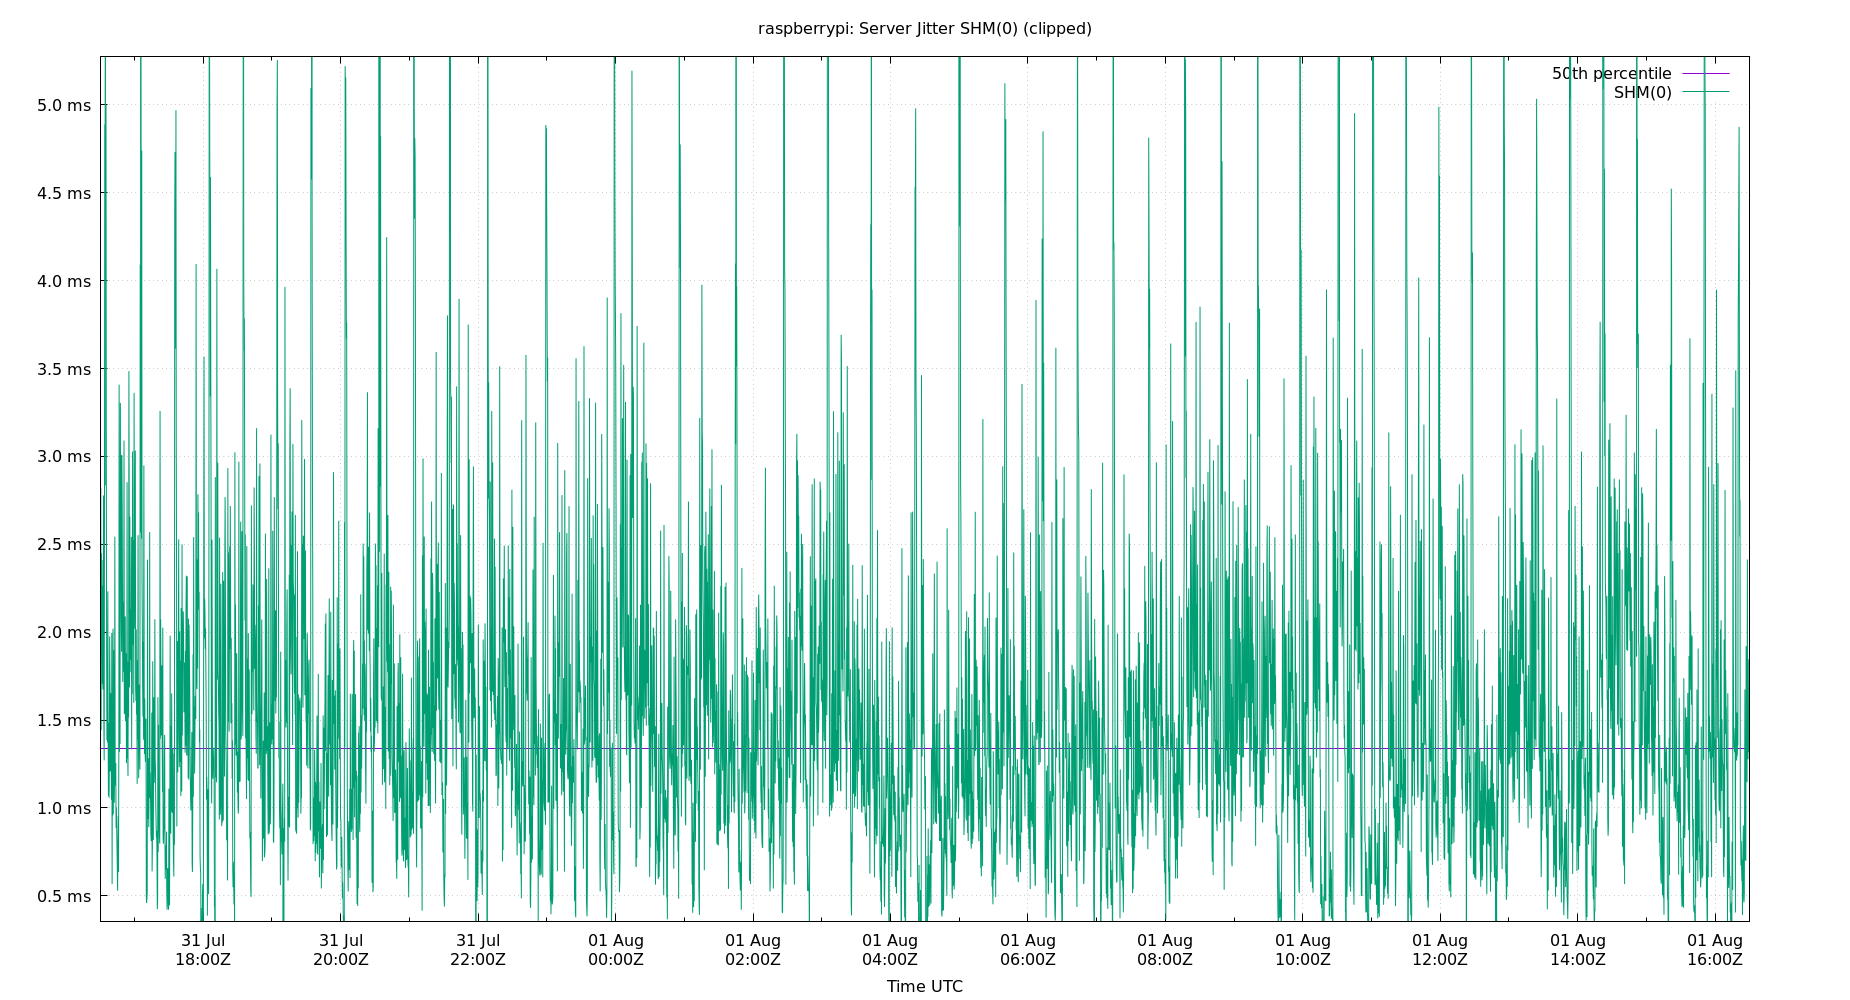 raspberrypi: Server Jitter SHM(0) (clipped)
50th percentile
SHM(0)
5.0 ms
4.5 ms
4.0 ms
3.5 ms
3.0 ms
2.5 ms
2.0 ms
1.5 ms
1.0 ms
0.5 ms
31 Jul 31 Jul 31 Jul 01 Aug 01 Aug 01 Aug 01 Aug 01 Aug 01 Aug 01 Aug 01 Aug 01 Aug
18:00Z 20:00Z 22:00Z 00:00Z 02:00Z 04:00Z 06:00Z 08:00Z 10:00Z 12:00Z 14:00Z 16:00Z
Time UTC